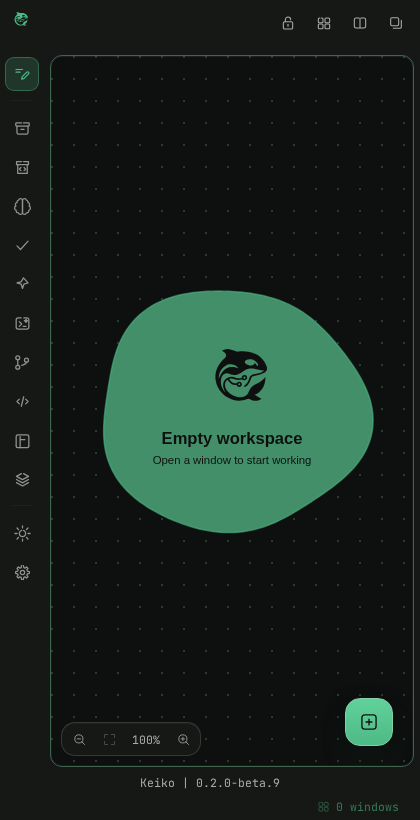 Empty workspace
Open a window to start working
100%
Keiko | 0.2.0-beta.9
0 windows